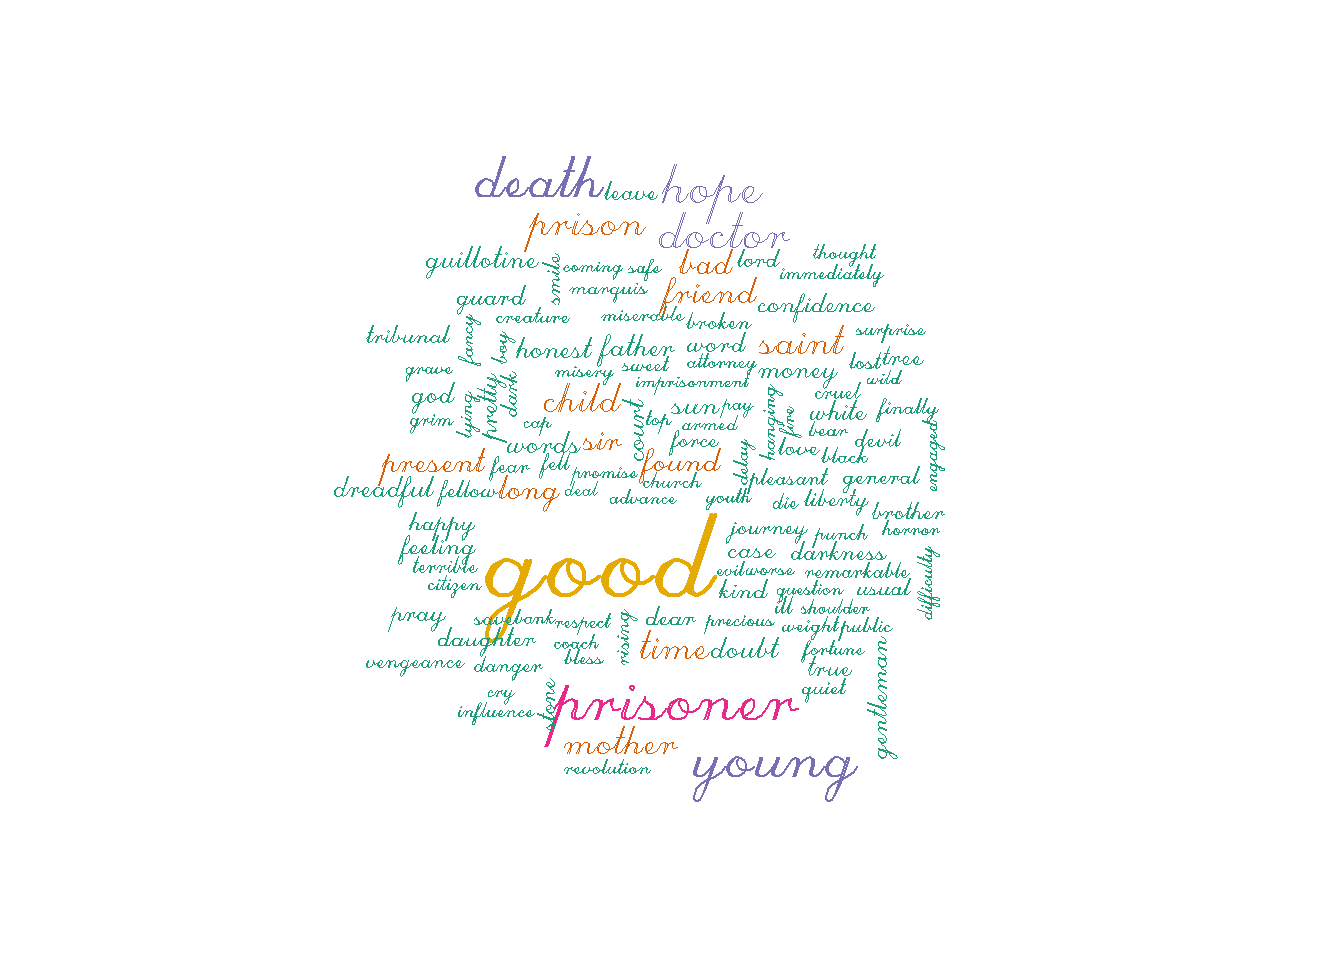 death leave hope
prison doctor
guillotine smile coming safe bad lord thought
immediately
guard marquis friend confidence
creature miserable broken
tribunal fancy boy honest father word saint surprise
grave misery sweet attorney money lost tree
imprisonment wild
god lying pretty dark child court sun pay hanging fire cruel white finally
grim cap top armed bear
words sir force delay love devil engaged
present fear fell promise found black
dreadful fellow long deal church pleasant general
advance youth die liberty brother
happy journey punch horror
feeling good case darkness
terrible evil worse remarkable difficulty
citizen kind question usual
pray save bank respect rising dear precious ill shoulder
weight public
daughter coach time doubt fortune gentleman
vengeance danger bless true
cry stone prisoner quiet
influence
mother
revolution young